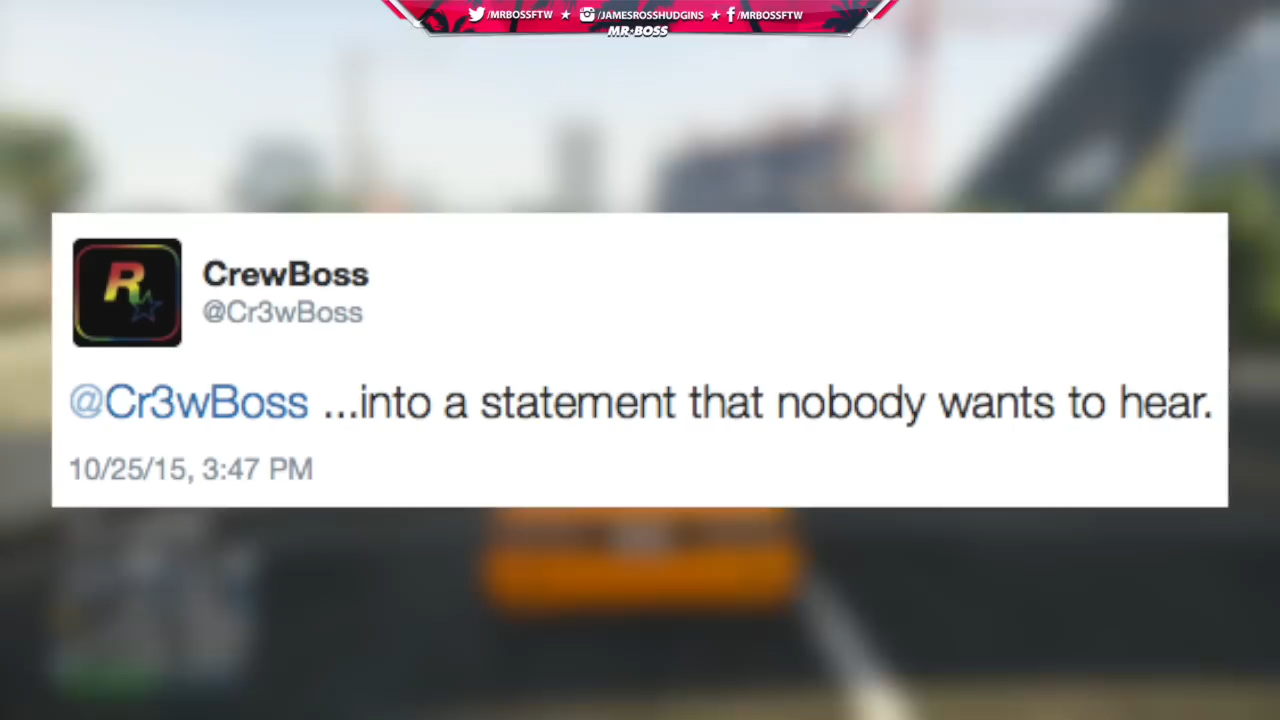 /MRBOSSFTW ★ /JAMESROSSHUDGINS ★ /MRBOSSFTW
MR•BOSS
R
CrewBoss
@Cr3wBoss
@Cr3wBoss ...into a statement that nobody wants to hear.
10/25/15, 3:47 PM